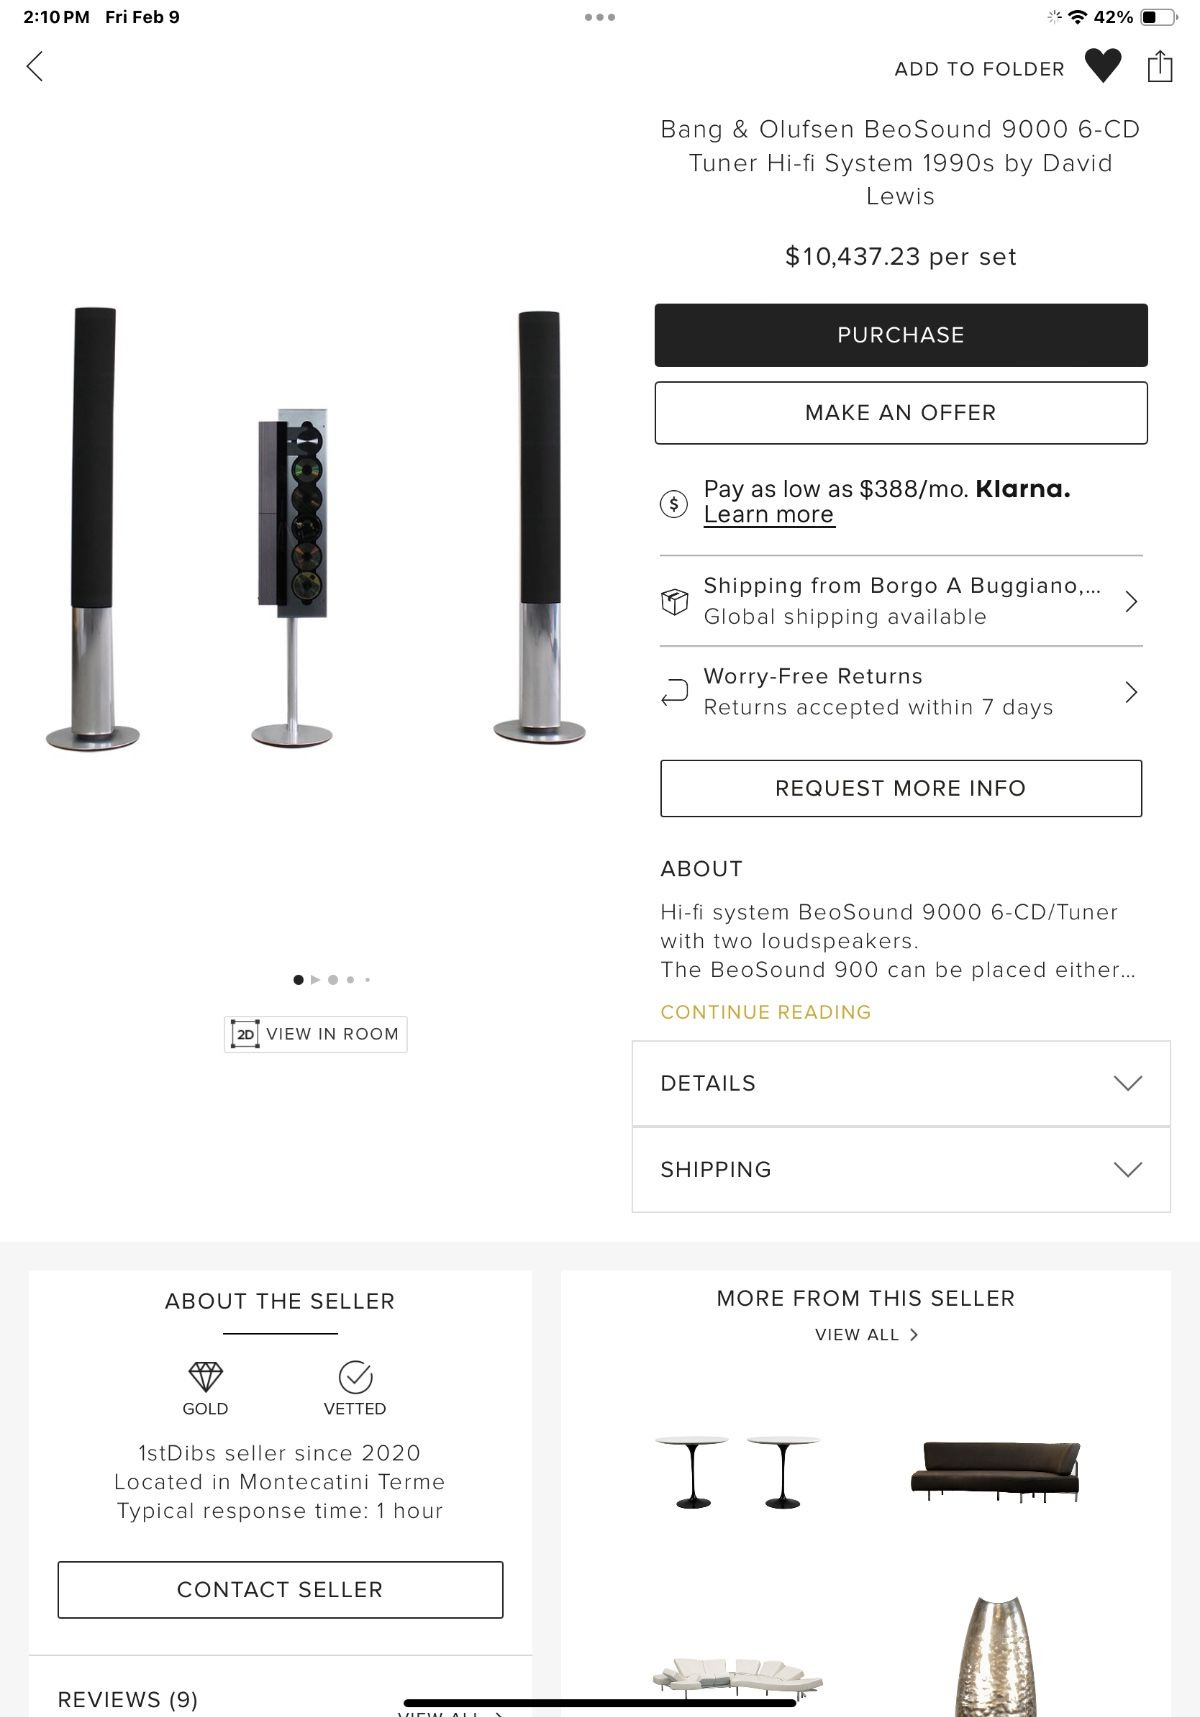 2:10 PM Fri Feb 9
42%
ADD TO FOLDER
Bang & Olufsen BeoSound 9000 6-CD
Tuner Hi-fi System 1990s by David
Lewis
$10,437.23 per set
PURCHASE
MAKE AN OFFER
$
Pay as low as $388/mo. Klarna.
Learn more
Shipping from Borgo A Buggiano,...
Global shipping available
Worry-Free Returns
Returns accepted within 7 days
REQUEST MORE INFO
ABOUT
Hi-fi system BeoSound 9000 6-CD/Tuner
with two loudspeakers.
The BeoSound 900 can be placed either...
CONTINUE READING
2D VIEW IN ROOM
DETAILS
SHIPPING
ABOUT THE SELLER
GOLD
VETTED
1stDibs seller since 2020
Located in Montecatini Terme
Typical response time: 1 hour
CONTACT SELLER
REVIEWS (9)
VIEW ALL
MORE FROM THIS SELLER
VIEW ALL